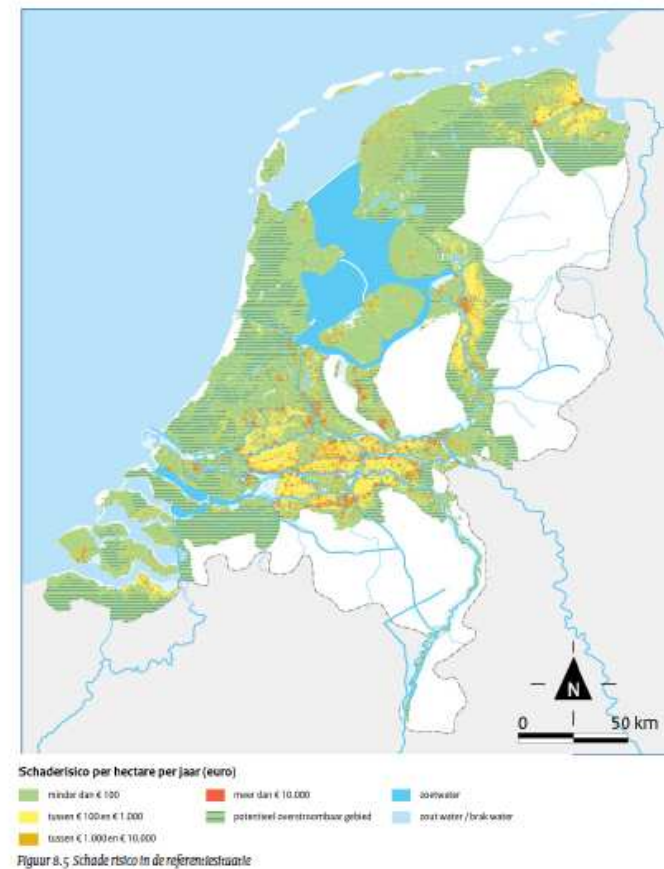 N
0 50 km
Schaderisico per hectare per jaar (euro)
minder dan € 100
meer dan € 10.000
zoetwater
tussen € 100 en € 1.000
potentieel overstroombaar gebied
zout water / brak water
tussen € 1.000 en € 10.000
Figuur 8.5 Schaderisico in de referentiesituatie